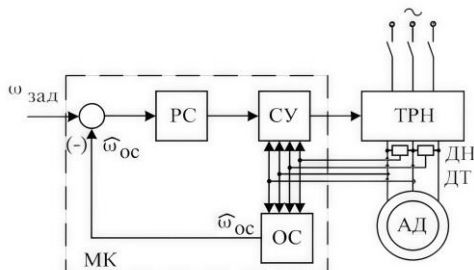 ~
ω зад
(-)
ω̂ос
РС
СУ
ТРН
ДН
ДТ
АД
ω̂ос
ОС
МК